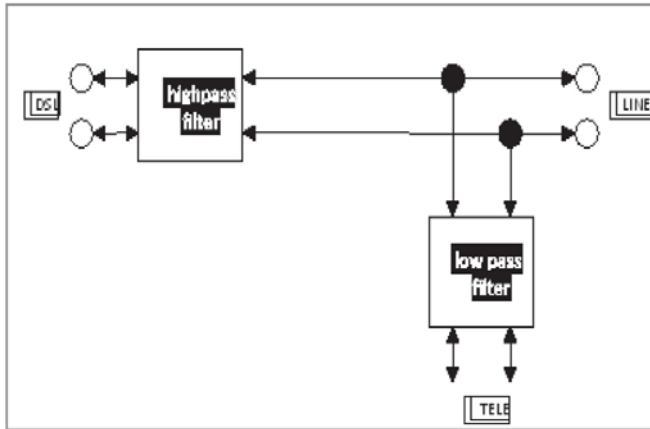 highpass
filter
DSL
LINE
low pass
filter
TELE